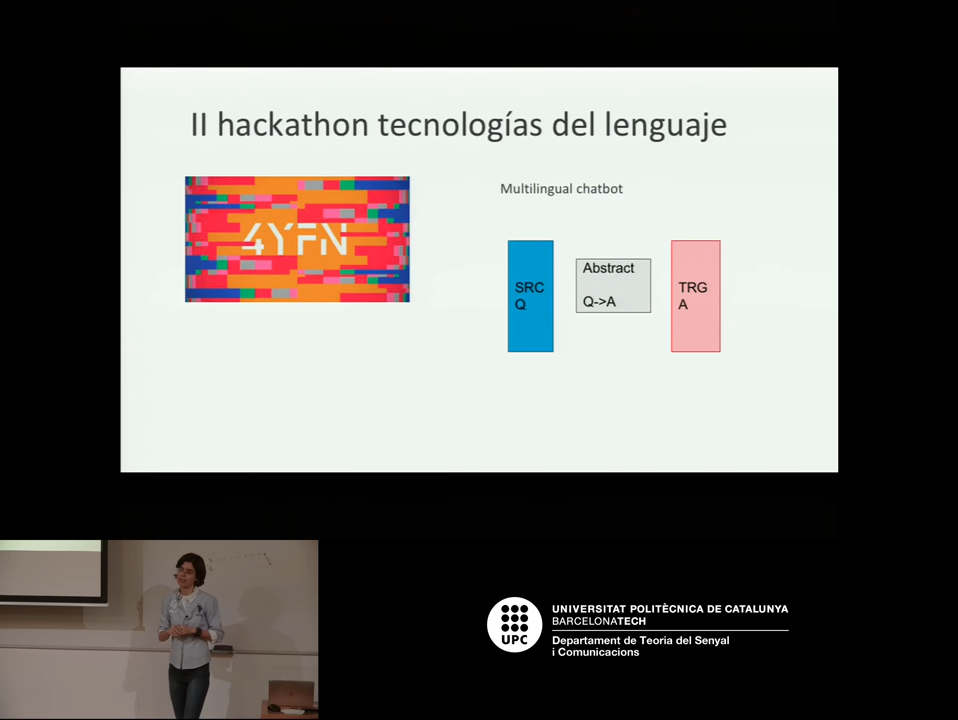 II hackathon tecnologías del lenguaje
4YFN
Multilingual chatbot
SRC
Q
Abstract
Q->A
TRG
A
UPC
UNIVERSITAT POLITÈCNICA DE CATALUNYA
BARCELONATECH
Departament de Teoria del Senyal
i Comunicacions